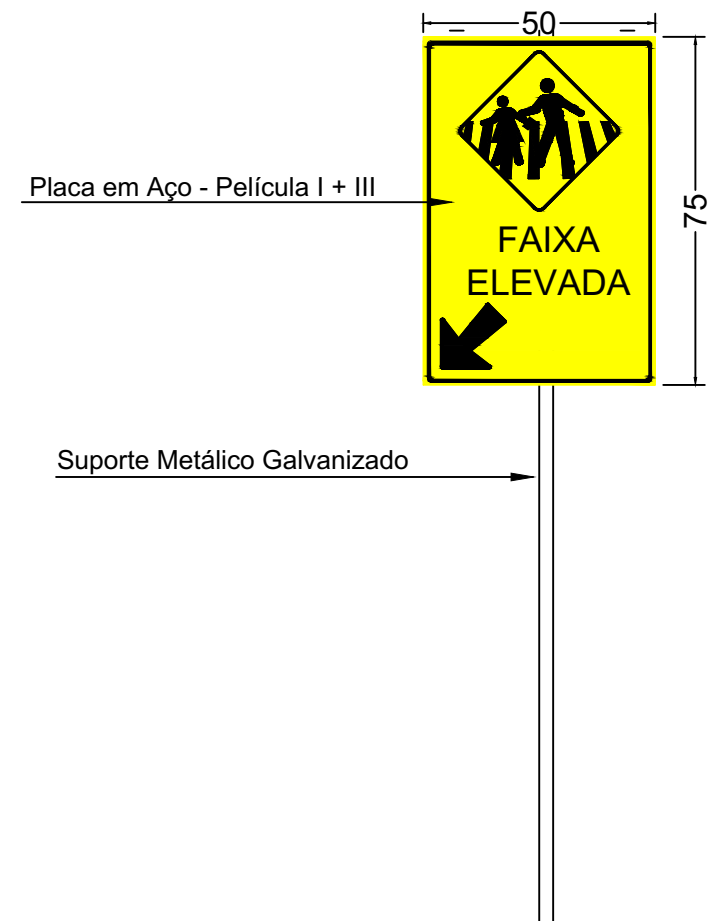 50
Placa em Aço - Película I + III
75
FAIXA
ELEVADA
Suporte Metálico Galvanizado